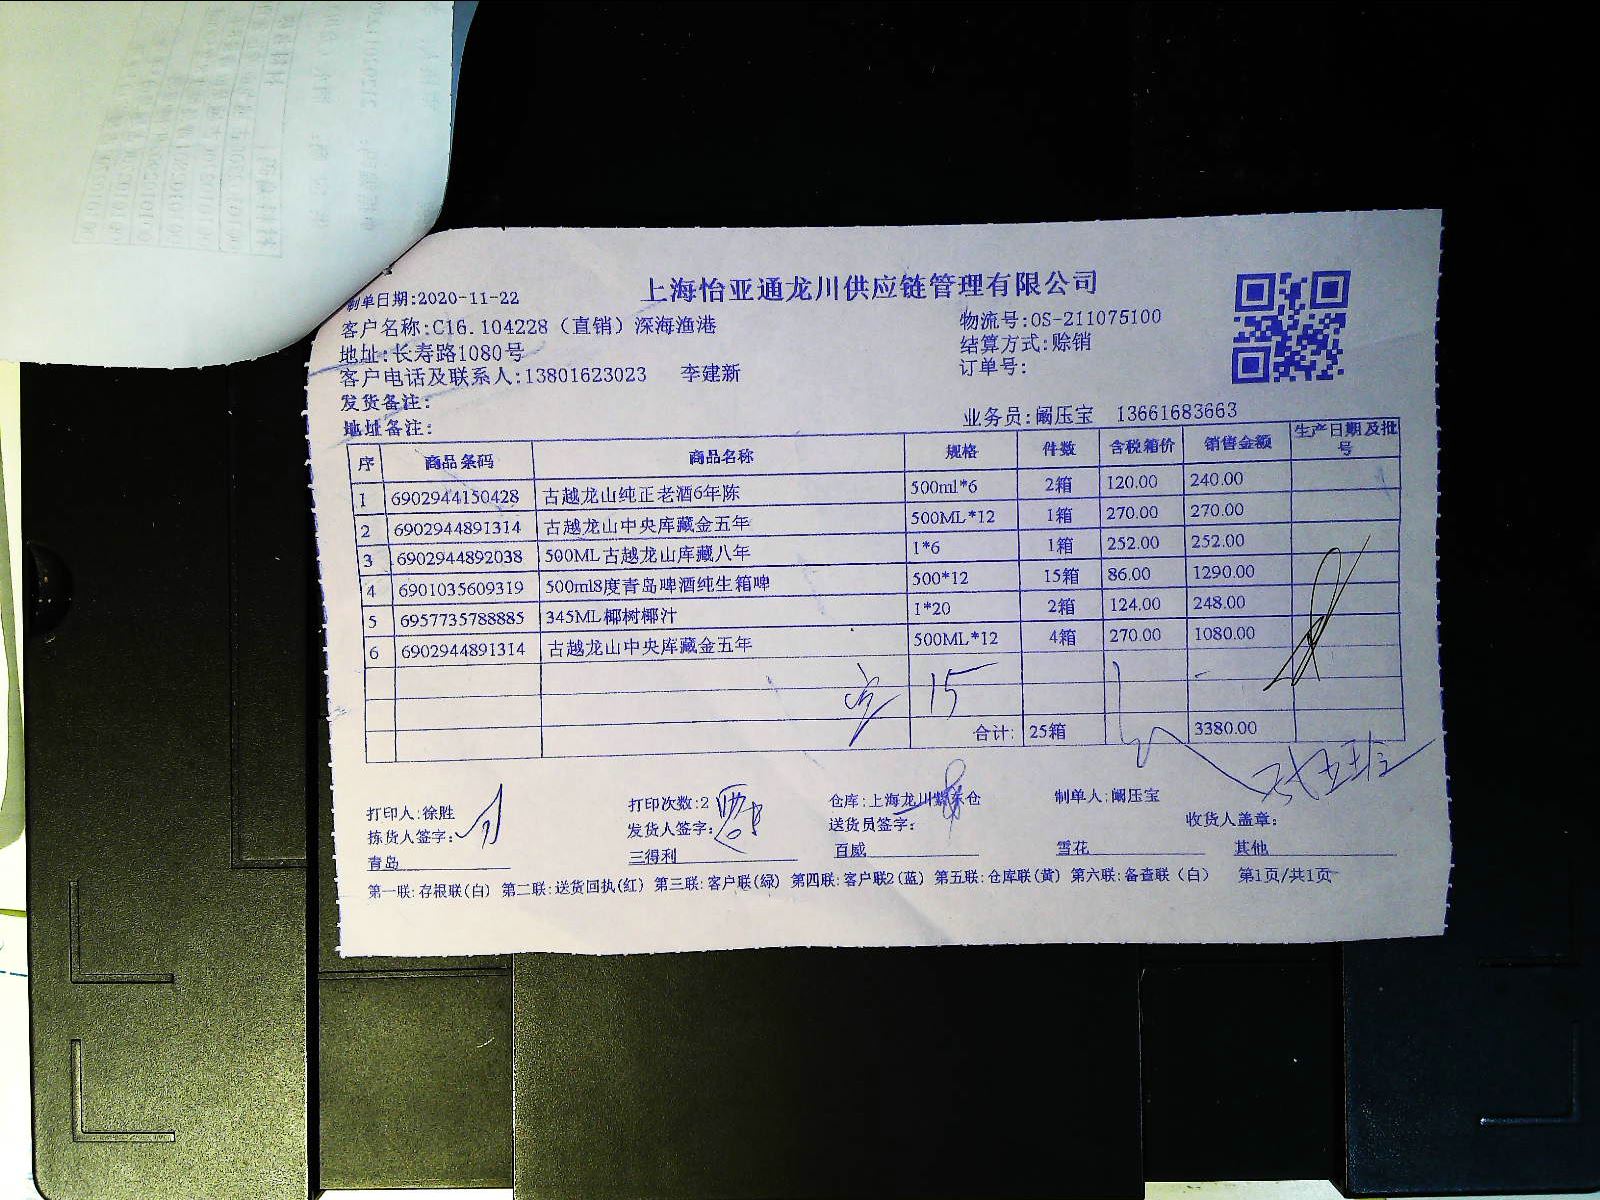 上海怡亚通龙川供应链管理有限公司
制单日期:2020-11-22
客户名称:C16.104228（直销）深海渔港
物流号:OS-211075100
地址:长寿路1080号
结算方式:赊销
客户电话及联系人:13801623023 李建新
订单号:
发货备注:
地址备注:
业务员:阚压宝 13661683663
序 商品条码 商品名称 规格 件数 含税箱价 销售金额 生产日期及批号
1 6902944150428 古越龙山纯正老酒6年陈 500ml*6 2箱 120.00 240.00
2 6902944891314 古越龙山中央库藏金五年 500ML*12 1箱 270.00 270.00
3 6902944892038 500ML古越龙山库藏八年 1*6 1箱 252.00 252.00
4 6901035609319 500ml8度青岛啤酒纯生箱啤 500*12 15箱 86.00 1290.00
5 6957735788885 345ML椰树椰汁 1*20 2箱 124.00 248.00
6 6902944891314 古越龙山中央库藏金五年 500ML*12 4箱 270.00 1080.00
15
合计: 25箱 3380.00
打印人:徐胜 打印次数:2 仓库:上海龙川 东仓 制单人:阚压宝
拣货人签字: 发货人签字: 送货员签字: 收货人盖章:
青岛 三得利 百威 雪花 其他
第一联:存根联(白) 第二联:送货回执(红) 第三联:客户联(绿) 第四联:客户联2(蓝) 第五联:仓库联(黄) 第六联:备查联（白） 第1页/共1页